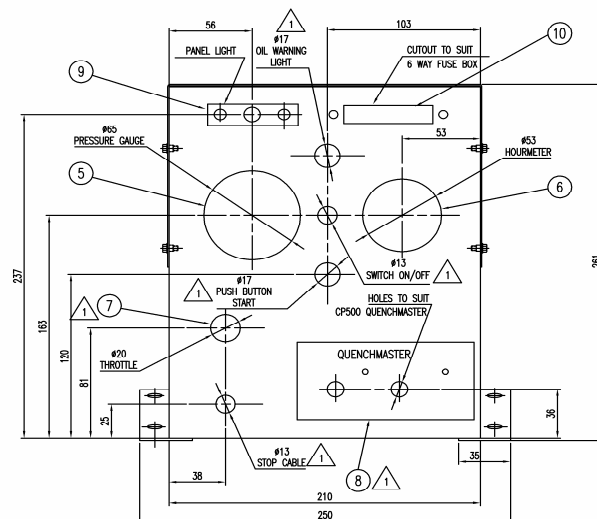 56
103
1
ø17
OIL WARNING
LIGHT
PANEL LIGHT
CUTOUT TO SUIT
6 WAY FUSE BOX
10
9
53
ø65
PRESSURE GAUGE
ø53
HOURMETER
5
6
237
163
120
81
25
261
ø13
SWITCH ON/OFF
1
ø17
PUSH BUTTON
START
1
HOLES TO SUIT
CP500 QUENCHMASTER
1
7
ø20
THROTTLE
QUENCHMASTER
36
ø13
STOP CABLE
1
8
1
35
38
210
250